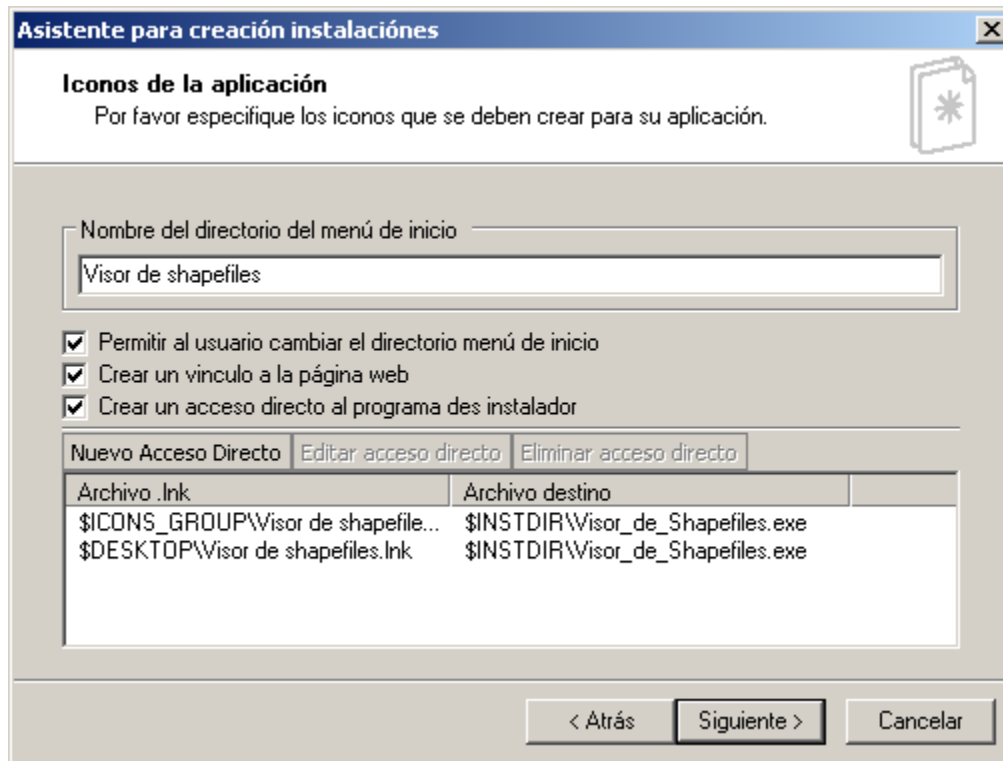 Asistente para creación instalaciónes
Iconos de la aplicación
Por favor especifique los iconos que se deben crear para su aplicación.
Nombre del directorio del menú de inicio
Visor de shapefiles
Permitir al usuario cambiar el directorio menú de inicio
Crear un vinculo a la página web
Crear un acceso directo al programa des instalador
Nuevo Acceso Directo Editar acceso directo Eliminar acceso directo
Archivo .lnk Archivo destino
$ICONS_GROUP\Visor de shapefile... $INSTDIR\Visor_de_Shapefiles.exe
$DESKTOP\Visor de shapefiles.lnk $INSTDIR\Visor_de_Shapefiles.exe
< Atrás Siguiente > Cancelar